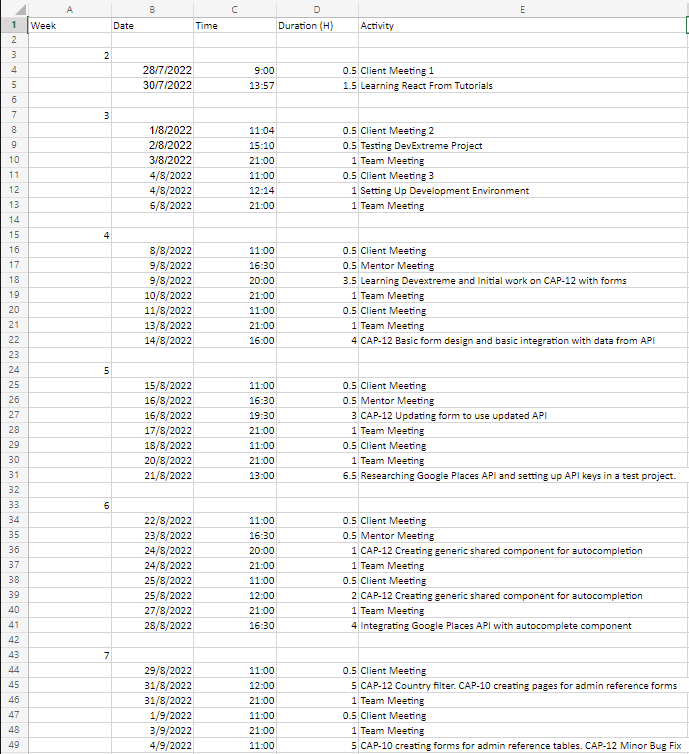 A B C D E
1 Week Date Time Duration (H) Activity
2
3 2
4 28/7/2022 9:00 0.5 Client Meeting 1
5 30/7/2022 13:57 1.5 Learning React From Tutorials
6
7 3
8 1/8/2022 11:04 0.5 Client Meeting 2
9 2/8/2022 15:10 0.5 Testing DevExtreme Project
10 3/8/2022 21:00 1 Team Meeting
11 4/8/2022 11:00 0.5 Client Meeting 3
12 4/8/2022 12:14 1 Setting Up Development Environment
13 6/8/2022 21:00 1 Team Meeting
14
15 4
16 8/8/2022 11:00 0.5 Client Meeting
17 9/8/2022 16:30 0.5 Mentor Meeting
18 9/8/2022 20:00 3.5 Learning Devextreme and Initial work on CAP-12 with forms
19 10/8/2022 21:00 1 Team Meeting
20 11/8/2022 11:00 0.5 Client Meeting
21 13/8/2022 21:00 1 Team Meeting
22 14/8/2022 16:00 4 CAP-12 Basic form design and basic integration with data from API
23
24 5
25 15/8/2022 11:00 0.5 Client Meeting
26 16/8/2022 16:30 0.5 Mentor Meeting
27 16/8/2022 19:30 3 CAP-12 Updating form to use updated API
28 17/8/2022 21:00 1 Team Meeting
29 18/8/2022 11:00 0.5 Client Meeting
30 20/8/2022 21:00 1 Team Meeting
31 21/8/2022 13:00 6.5 Researching Google Places API and setting up API keys in a test project.
32
33 6
34 22/8/2022 11:00 0.5 Client Meeting
35 23/8/2022 16:30 0.5 Mentor Meeting
36 24/8/2022 20:00 1 CAP-12 Creating generic shared component for autocompletion
37 24/8/2022 21:00 1 Team Meeting
38 25/8/2022 11:00 0.5 Client Meeting
39 25/8/2022 12:00 2 CAP-12 Creating generic shared component for autocompletion
40 27/8/2022 21:00 1 Team Meeting
41 28/8/2022 16:30 4 Integrating Google Places API with autocomplete component
42
43 7
44 29/8/2022 11:00 0.5 Client Meeting
45 31/8/2022 12:00 5 CAP-12 Country filter. CAP-10 creating pages for admin reference forms
46 31/8/2022 21:00 1 Team Meeting
47 1/9/2022 11:00 0.5 Client Meeting
48 3/9/2022 21:00 1 Team Meeting
49 4/9/2022 11:00 5 CAP-10 creating forms for admin reference tables. CAP-12 Minor Bug Fix